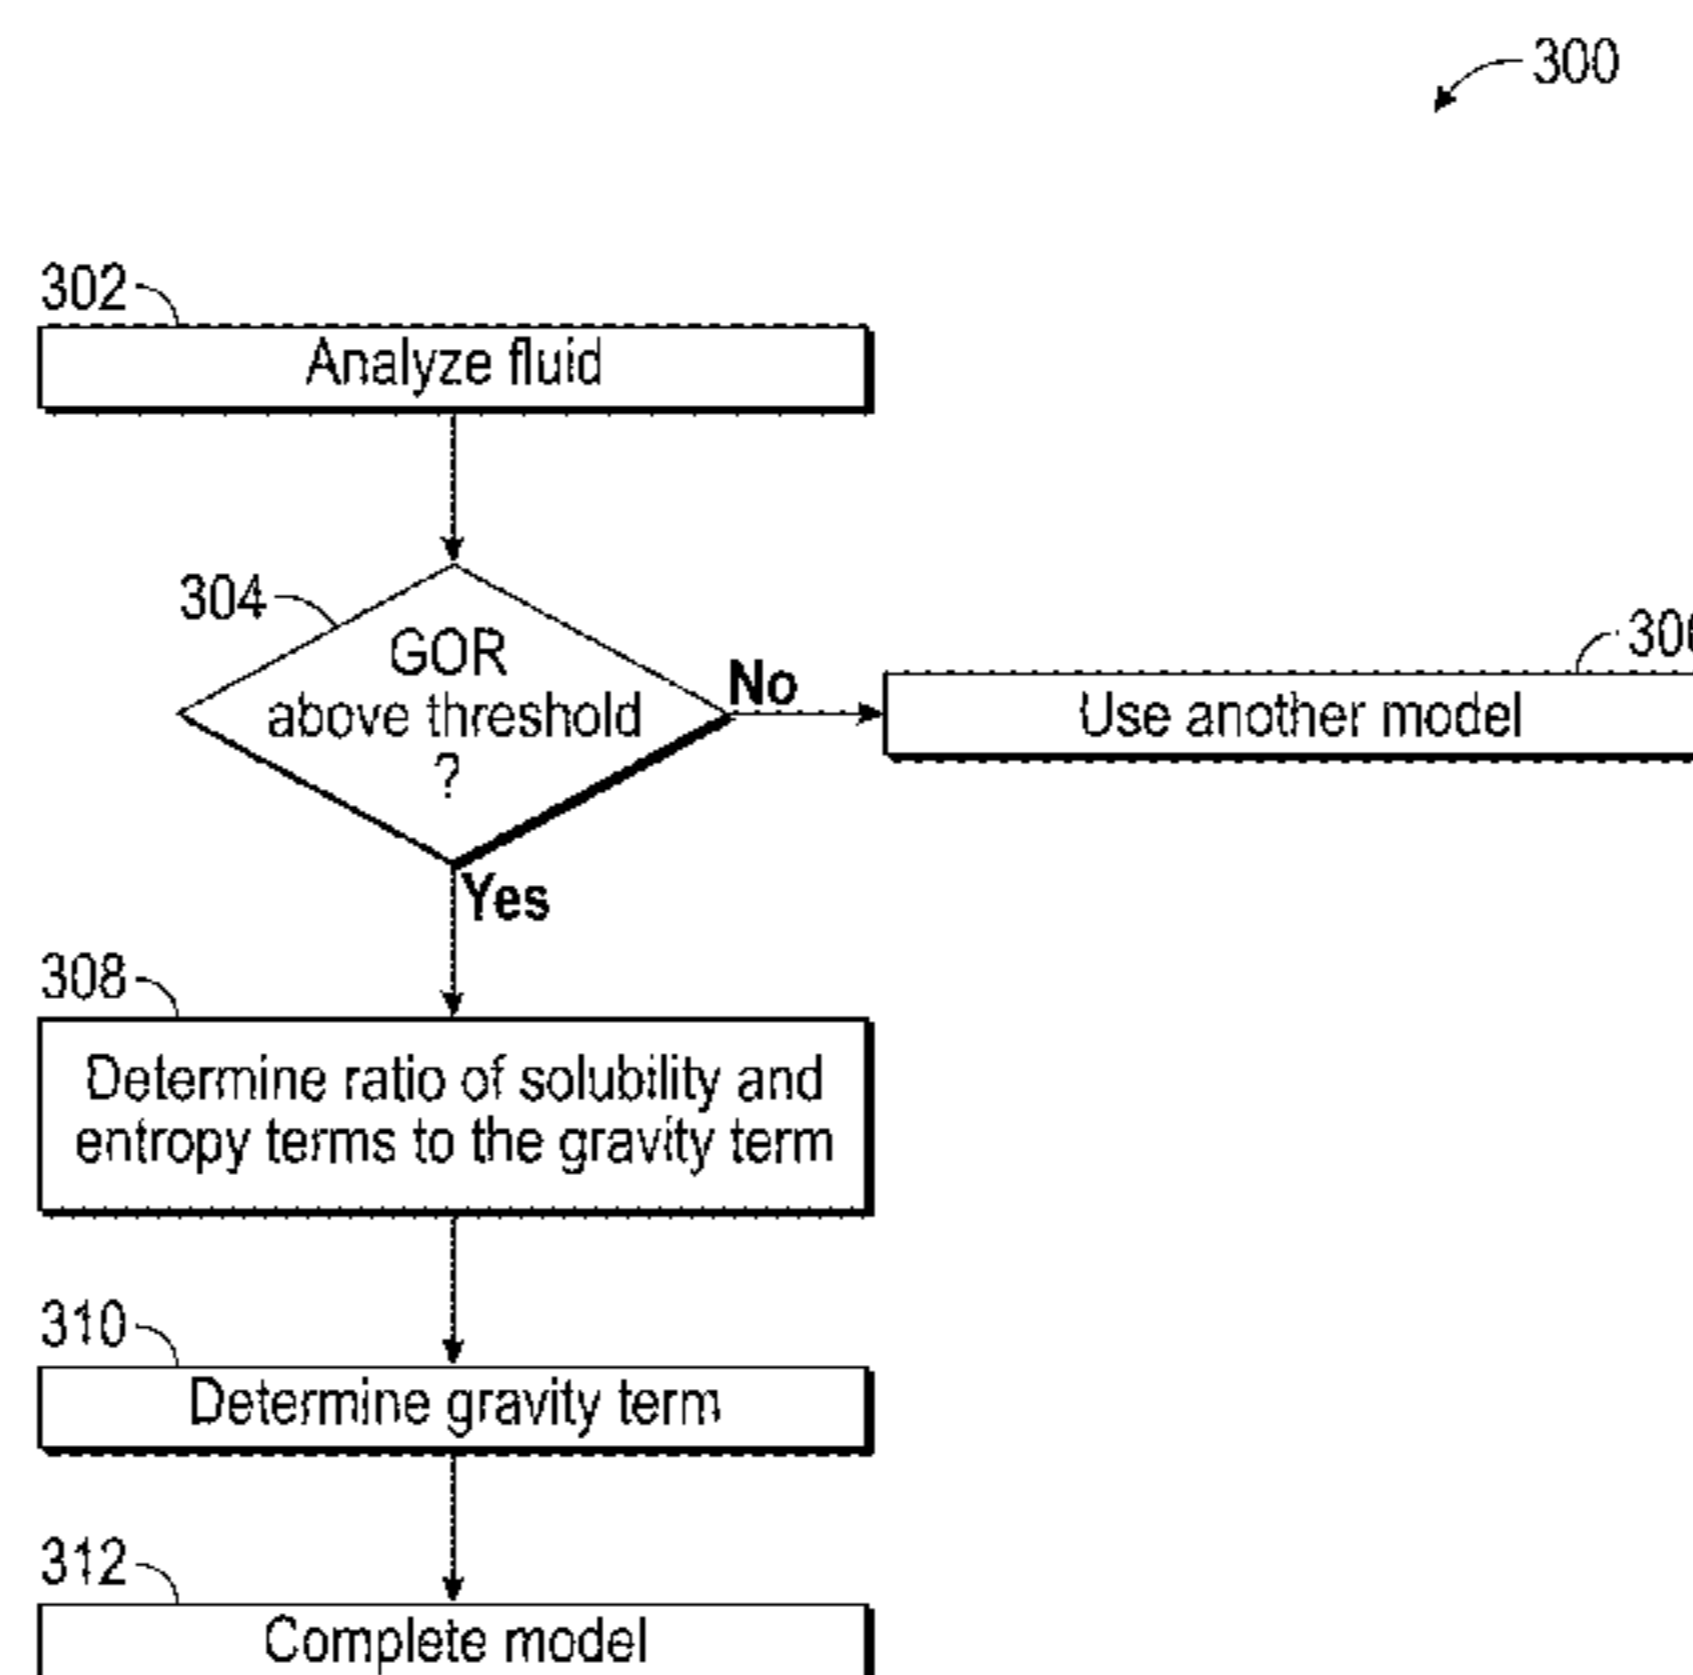 300
302
Analyze fluid
304
GOR
above threshold
?
No
Use another model
Yes
308
Determine ratio of solubility and
entropy terms to the gravity term
310
Determine gravity term
312
Complete model